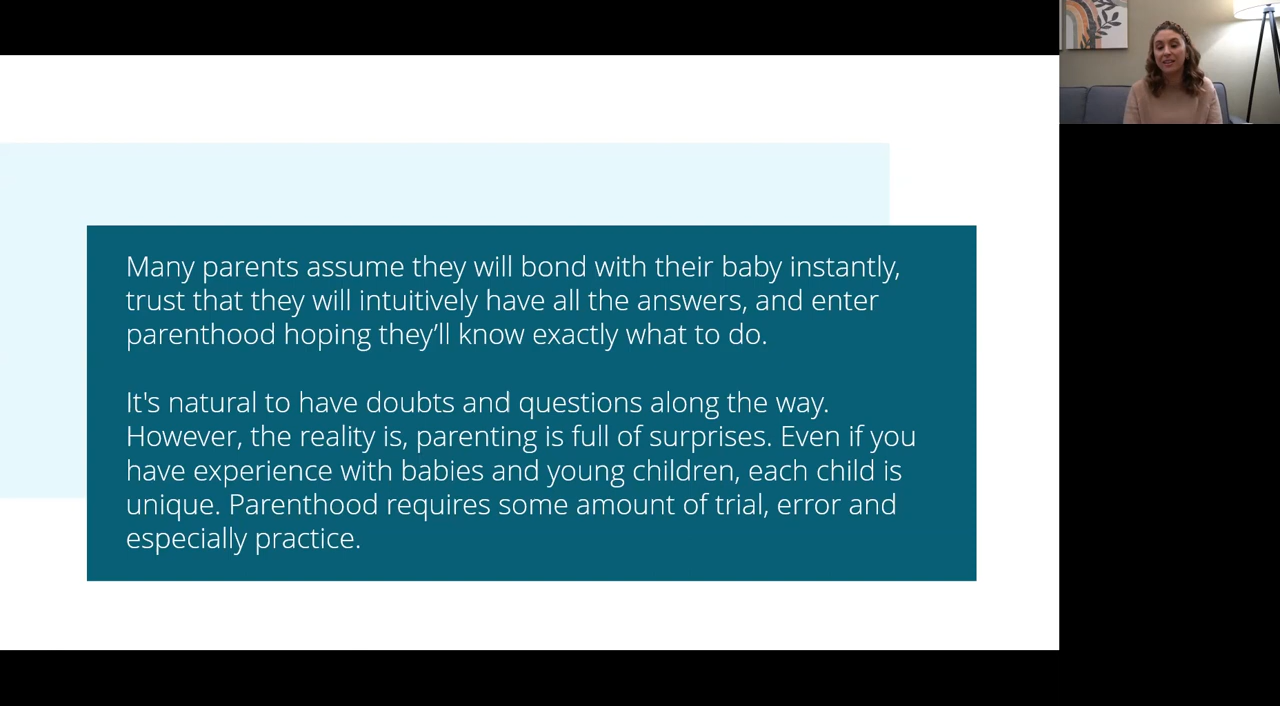 Many parents assume they will bond with their baby instantly,
trust that they will intuitively have all the answers, and enter
parenthood hoping they’ll know exactly what to do.
It's natural to have doubts and questions along the way.
However, the reality is, parenting is full of surprises. Even if you
have experience with babies and young children, each child is
unique. Parenthood requires some amount of trial, error and
especially practice.